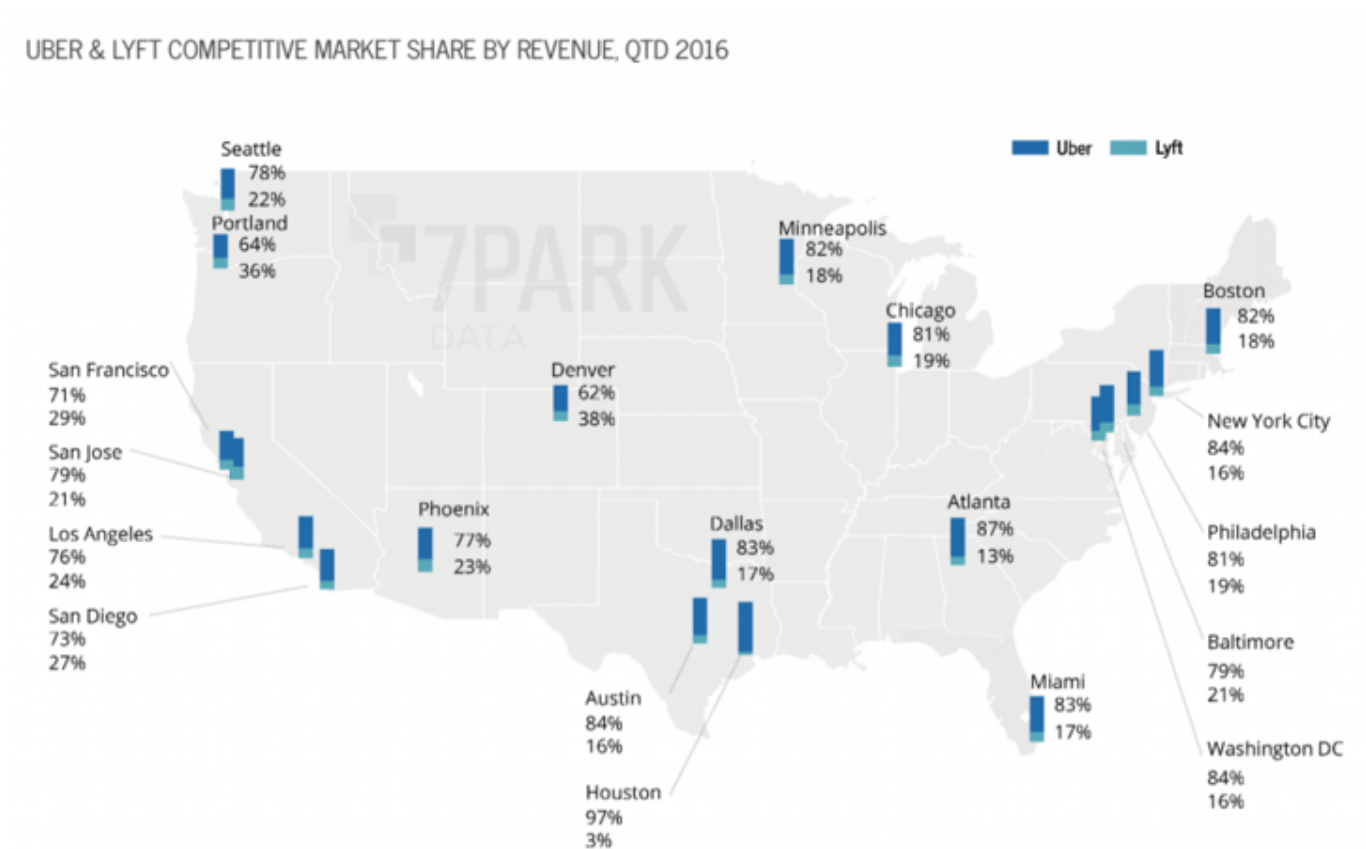 UBER & LYFT COMPETITIVE MARKET SHARE BY REVENUE, QTD 2016
Uber
Lyft
7PARK
DATA
Seattle
78%
22%
Portland
64%
36%
San Francisco
71%
29%
San Jose
79%
21%
Los Angeles
76%
24%
San Diego
73%
27%
Phoenix
77%
23%
Denver
62%
38%
Minneapolis
82%
18%
Chicago
81%
19%
Dallas
83%
17%
Austin
84%
16%
Houston
97%
3%
Atlanta
87%
13%
Miami
83%
17%
Boston
82%
18%
New York City
84%
16%
Philadelphia
81%
19%
Baltimore
79%
21%
Washington DC
84%
16%